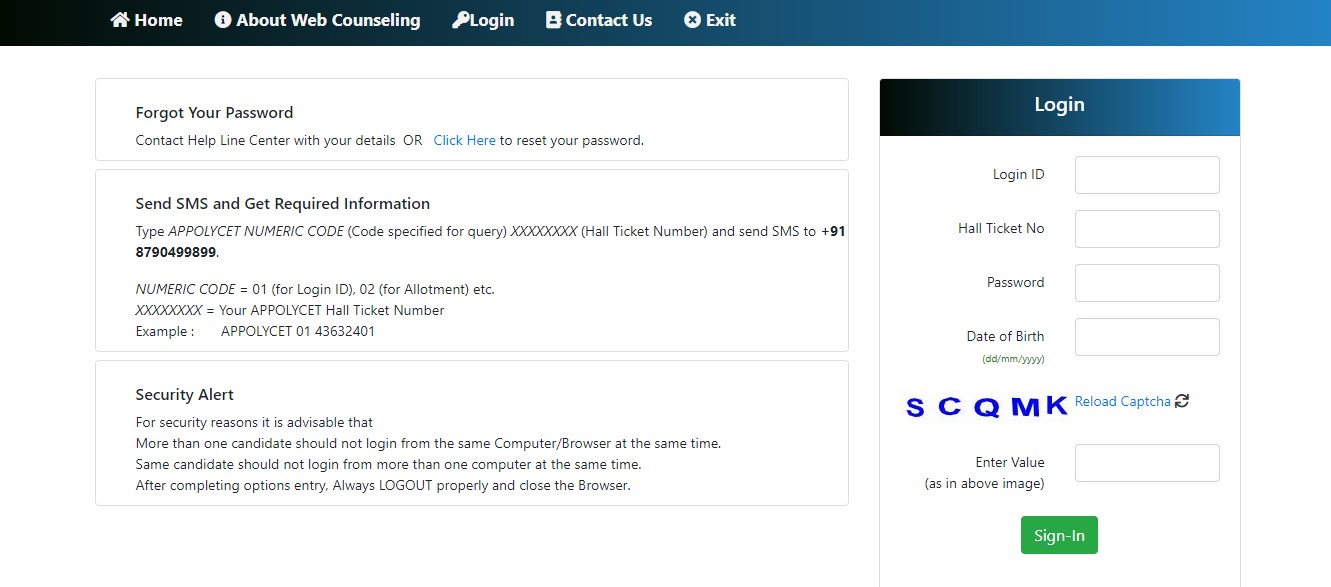 Home About Web Counseling Login Contact Us Exit
Forgot Your Password
Contact Help Line Center with your details OR Click Here to reset your password.
Send SMS and Get Required Information
Type APPOLYCET NUMERIC CODE (Code specified for query) XXXXXXXX (Hall Ticket Number) and send SMS to +91
8790499899.
NUMERIC CODE = 01 (for Login ID), 02 (for Allotment) etc.
XXXXXXXX = Your APPOLYCET Hall Ticket Number
Example : APPOLYCET 01 43632401
Security Alert
For security reasons it is advisable that
More than one candidate should not login from the same Computer/Browser at the same time.
Same candidate should not login from more than one computer at the same time.
After completing options entry, Always LOGOUT properly and close the Browser.
Login
Login ID
Hall Ticket No
Password
Date of Birth
(dd/mm/yyyy)
S C Q M K Reload Captcha
Enter Value
(as in above image)
Sign-In